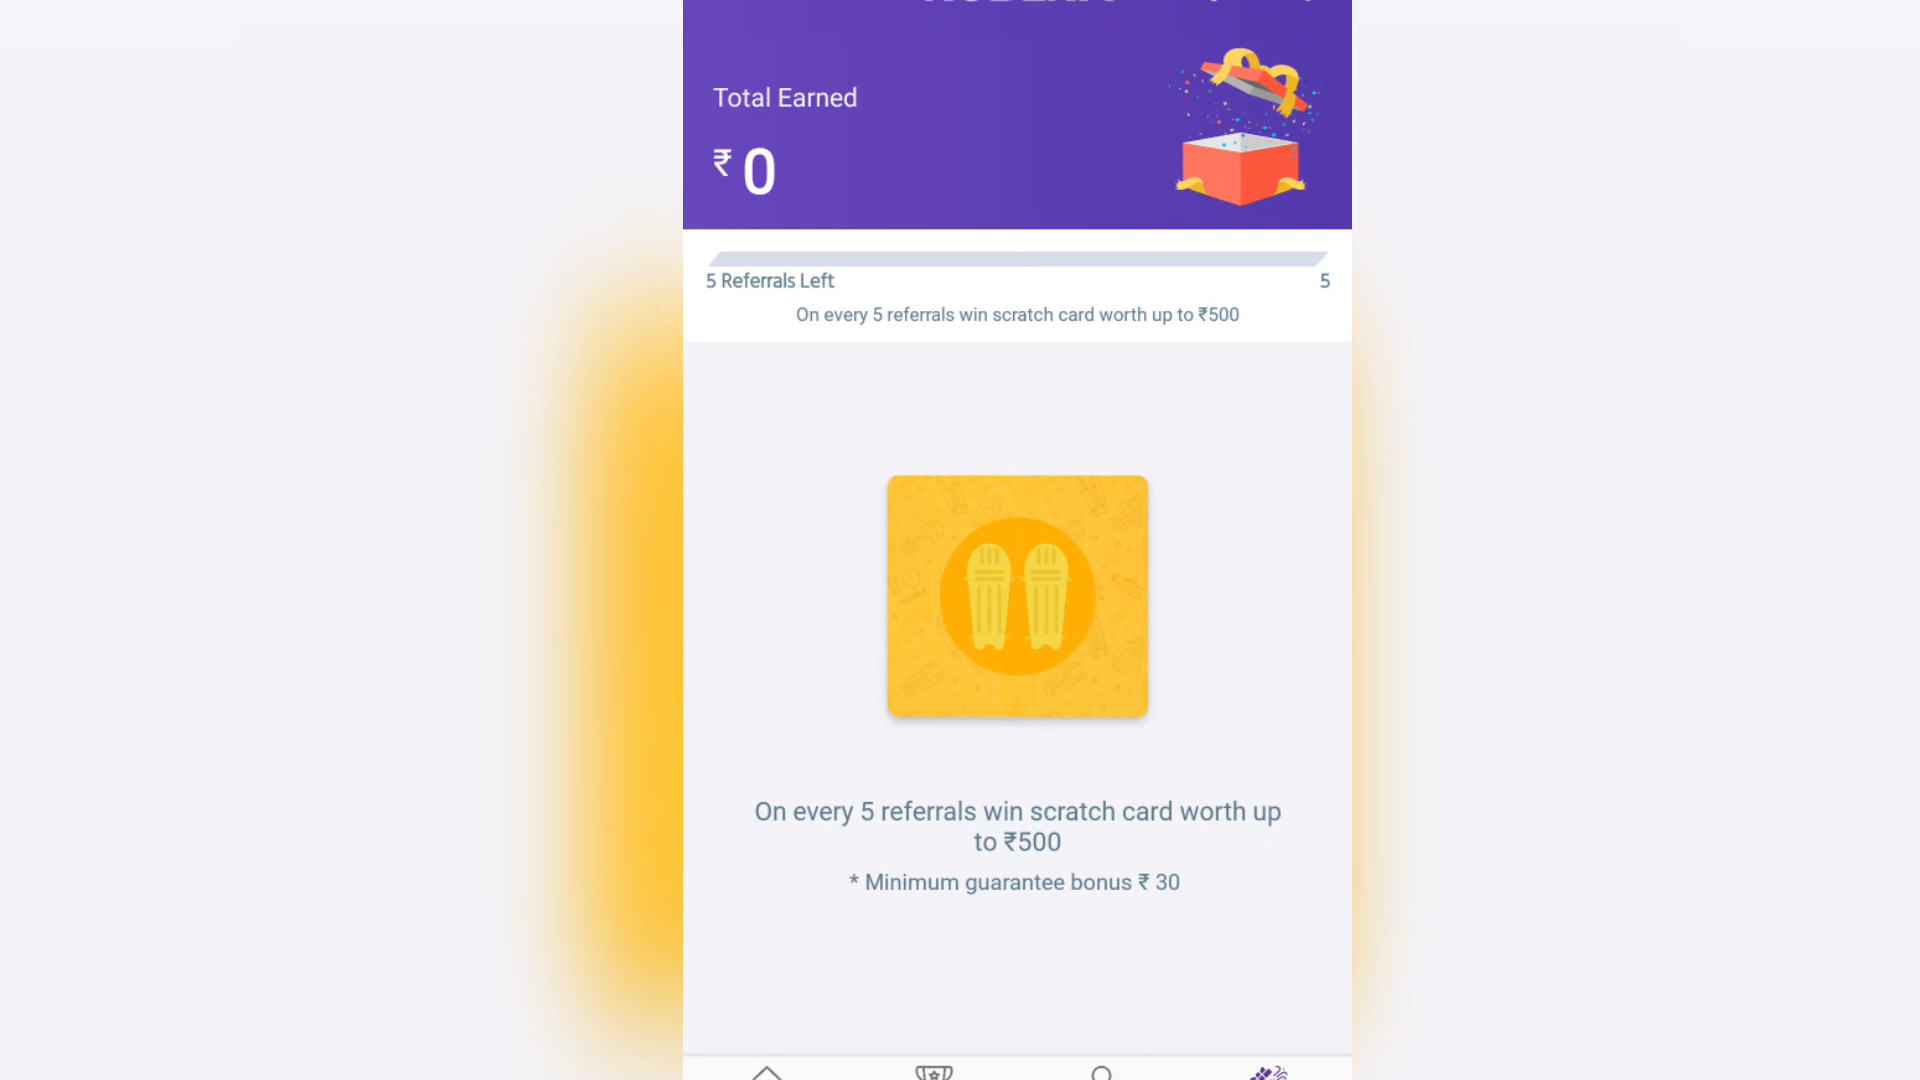 Total Earned
₹ 0
5 Referrals Left
5
On every 5 referrals win scratch card worth up to ₹500
On every 5 referrals win scratch card worth up
to ₹500
* Minimum guarantee bonus ₹ 30